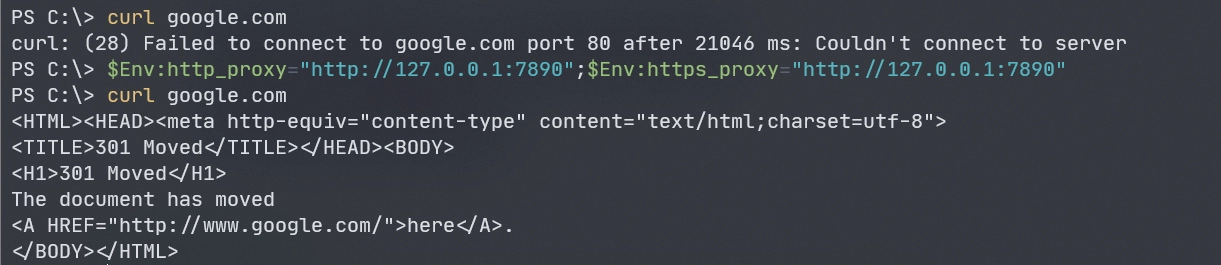 PS C:\> curl google.com
curl: (28) Failed to connect to google.com port 80 after 21046 ms: Couldn't connect to server
PS C:\> $Env:http_proxy="http://127.0.0.1:7890";$Env:https_proxy="http://127.0.0.1:7890"
PS C:\> curl google.com
<HTML><HEAD><meta http-equiv="content-type" content="text/html;charset=utf-8">
<TITLE>301 Moved</TITLE></HEAD><BODY>
<H1>301 Moved</H1>
The document has moved
<A HREF="http://www.google.com/">here</A>.
</BODY></HTML>